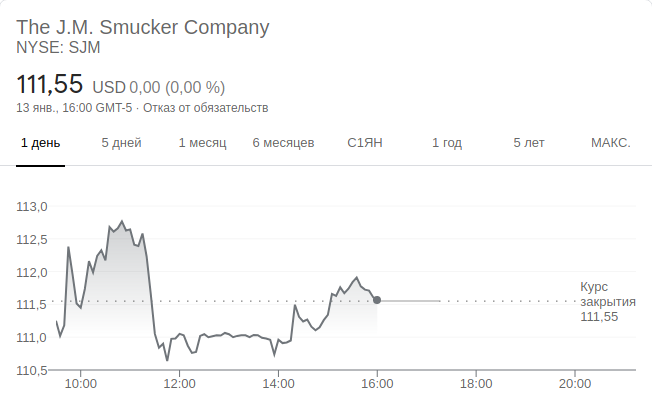 The J.M. Smucker Company
NYSE: SJM
111,55 USD 0,00 (0,00 %)
13 янв., 16:00 GMT-5 · Отказ от обязательств
1 день 5 дней 1 месяц 6 месяцев С1ЯН 1 год 5 лет МАКС.
113,0
112,5
112,0
111,5
111,0
110,5
Курс
закрытия
111,55
10:00 12:00 14:00 16:00 18:00 20:00